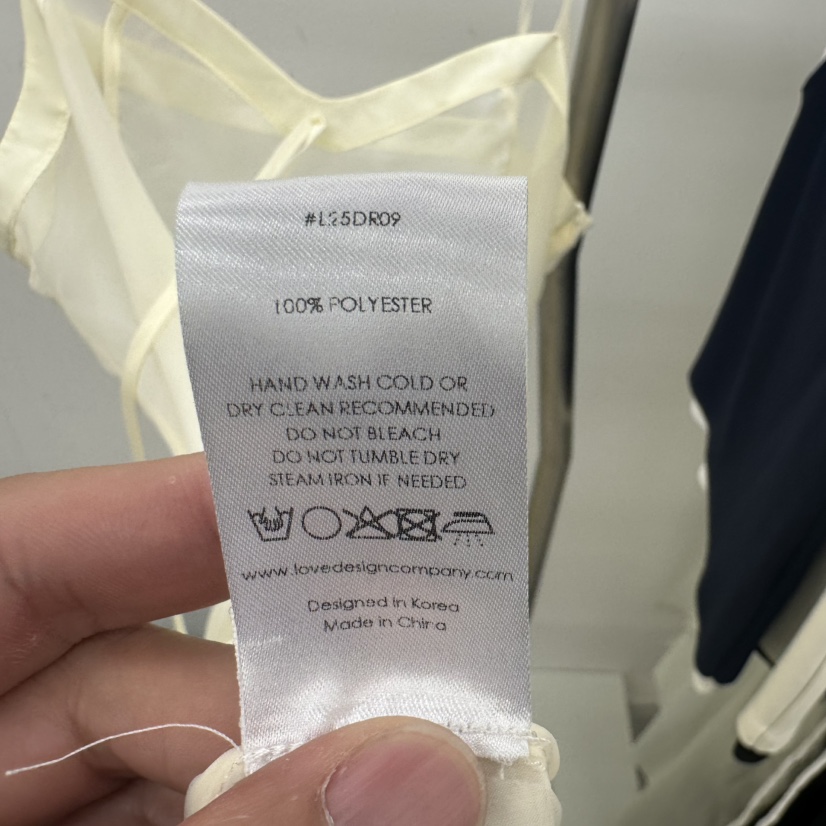 #L25DR09
100% POLYESTER
HAND WASH COLD OR
DRY CLEAN RECOMMENDED
DO NOT BLEACH
DO NOT TUMBLE DRY
STEAM IRON IF NEEDED
www.lovedesigncompany.com
Designed in Korea
Made in China